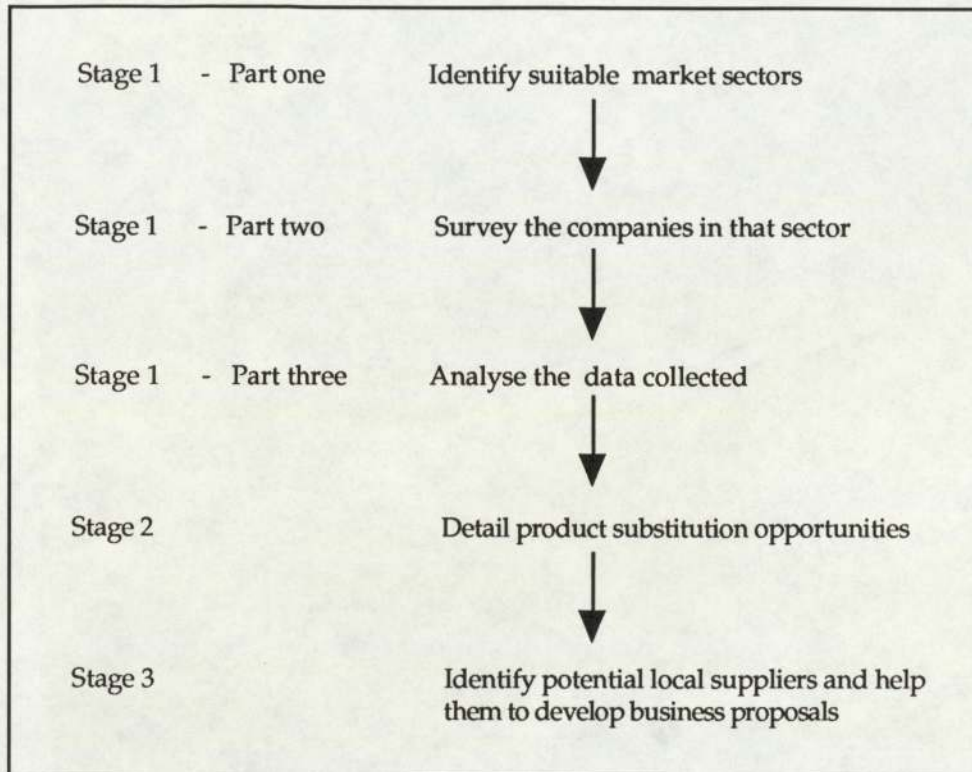 Stage 1 - Part one Identify suitable market sectors
Stage 1 - Part two Survey the companies in that sector
Stage 1 - Part three Analyse the data collected
Stage 2 Detail product substitution opportunities
Stage 3 Identify potential local suppliers and help
them to develop business proposals